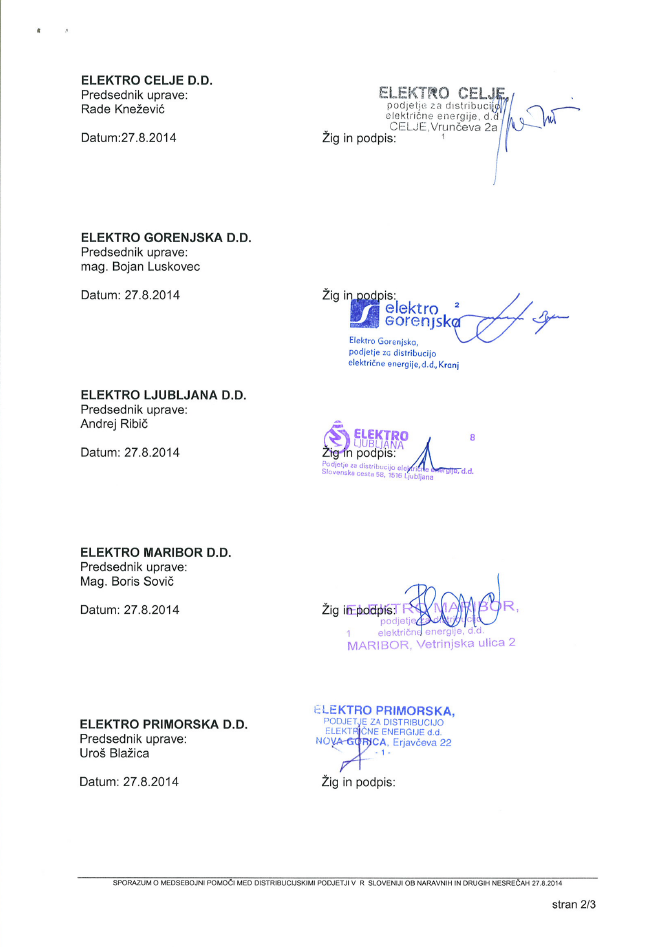 ELEKTRO CELJE D.D.
Predsednik uprave:
Rade Knežević
Datum:27.8.2014
ELEKTRO CELJE,
podjetje za distribucijo
električne energije, d.d.
CELJE, Vrunčeva 2a
Žig in podpis:
1
ELEKTRO GORENJSKA D.D.
Predsednik uprave:
mag. Bojan Luskovec
Datum: 27.8.2014
Žig in podpis:
elektro 2
Gorenjska
Elektro Gorenjska,
podjetje za distribucijo
električne energije, d.d., Kranj
ELEKTRO LJUBLJANA D.D.
Predsednik uprave:
Andrej Ribič
Datum: 27.8.2014
ELEKTRO 8
LJUBLJANA
Žig in podpis:
Podjetje za distribucijo električne energije, d.d.
Slovenska cesta 58, 1516 Ljubljana
ELEKTRO MARIBOR D.D.
Predsednik uprave:
Mag. Boris Sovič
Datum: 27.8.2014
Žig in podpis:
ELEKTRO MARIBOR,
podjetje za distribucijo
1 električne energije, d.d.
MARIBOR, Vetrinjska ulica 2
ELEKTRO PRIMORSKA D.D.
Predsednik uprave:
Uroš Blažica
Datum: 27.8.2014
ELEKTRO PRIMORSKA,
PODJETJE ZA DISTRIBUCIJO
ELEKTRIČNE ENERGIJE d.d.
NOVA GORICA, Erjavčeva 22
- 1 -
Žig in podpis:
SPORAZUM O MEDSEBOJNI POMOČI MED DISTRIBUCUSKIMI PODJETJI V R SLOVENIJI OB NARAVNIH IN DRUGIH NESREČAH 27.8.2014
stran 2/3